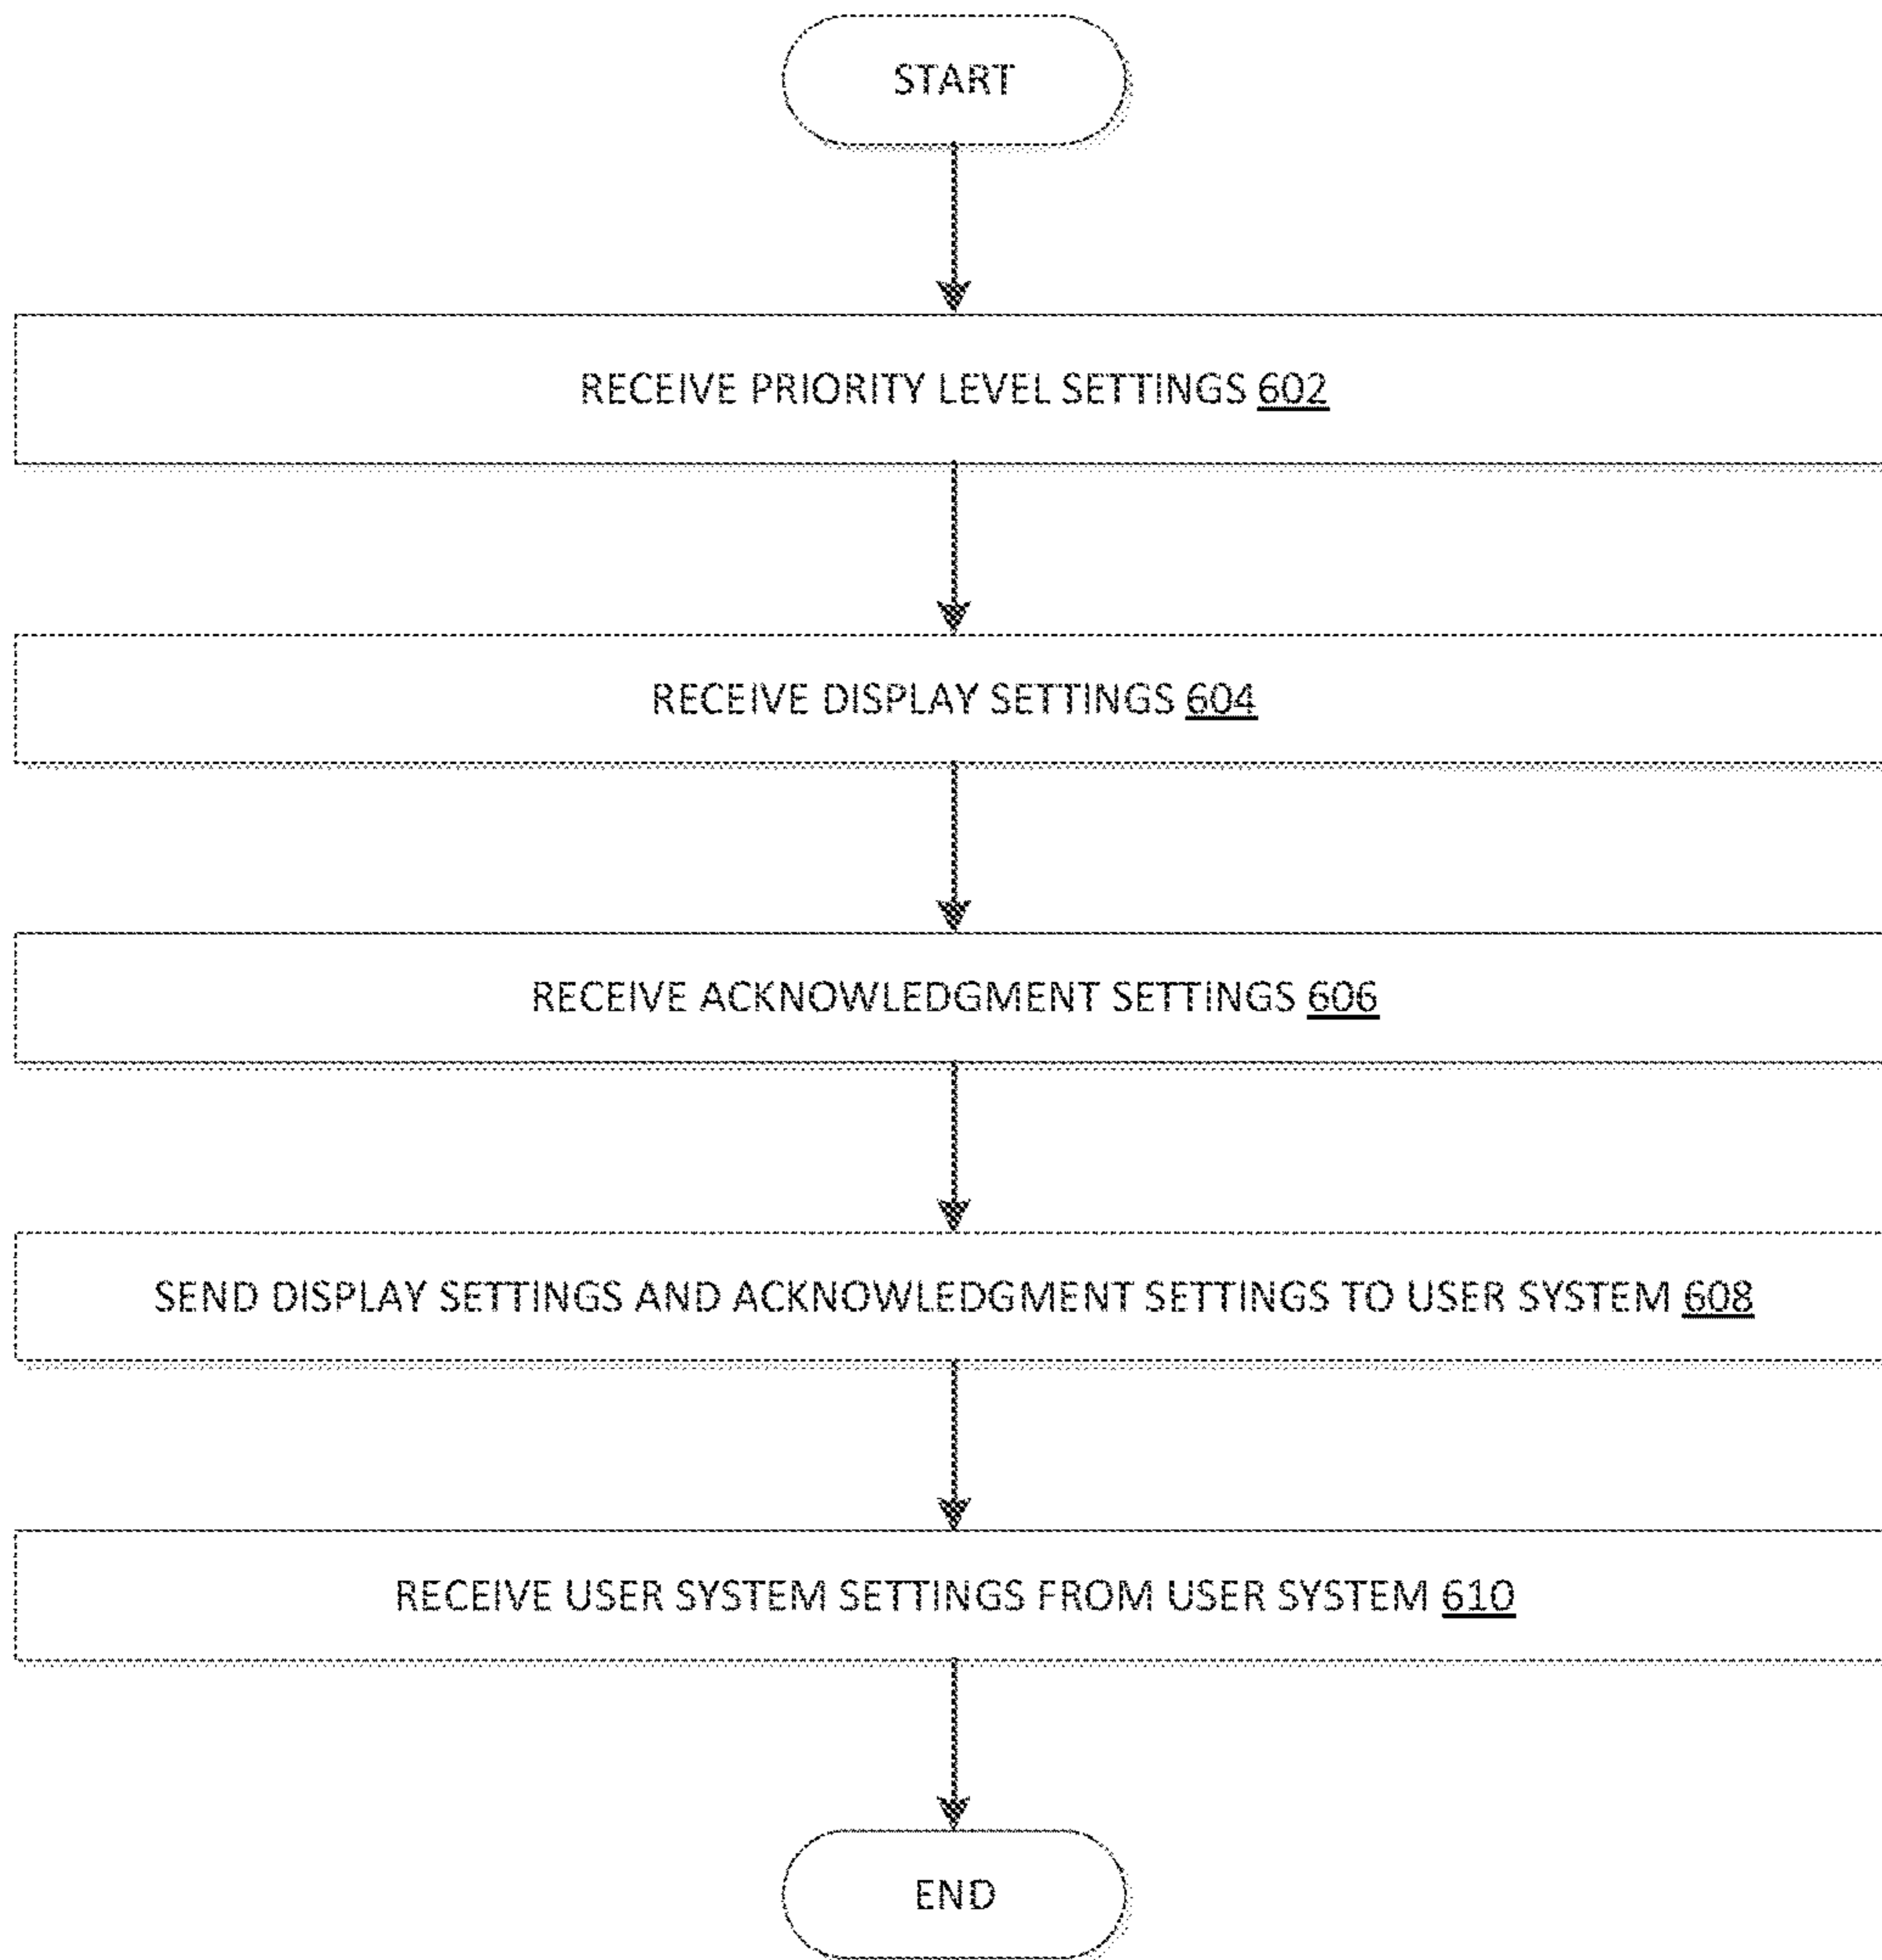 START
RECEIVE PRIORITY LEVEL SETTINGS 602
RECEIVE DISPLAY SETTINGS 604
RECEIVE ACKNOWLEDGMENT SETTINGS 606
SEND DISPLAY SETTINGS AND ACKNOWLEDGMENT SETTINGS TO USER SYSTEM 608
RECEIVE USER SYSTEM SETTINGS FROM USER SYSTEM 610
END